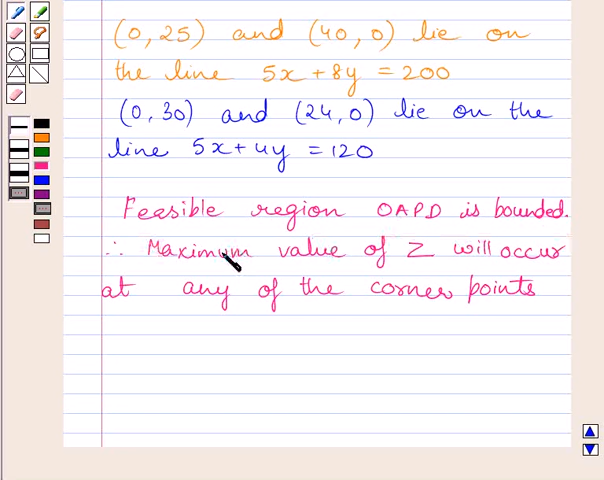 (0, 25) and (40, 0) lie on
the line 5x + 8y = 200
(0, 30) and (24, 0) lie on the
line 5x + 4y = 120
Feasible region OAPD is bounded.
∴ Maximum value of Z will occur
at any of the corner points